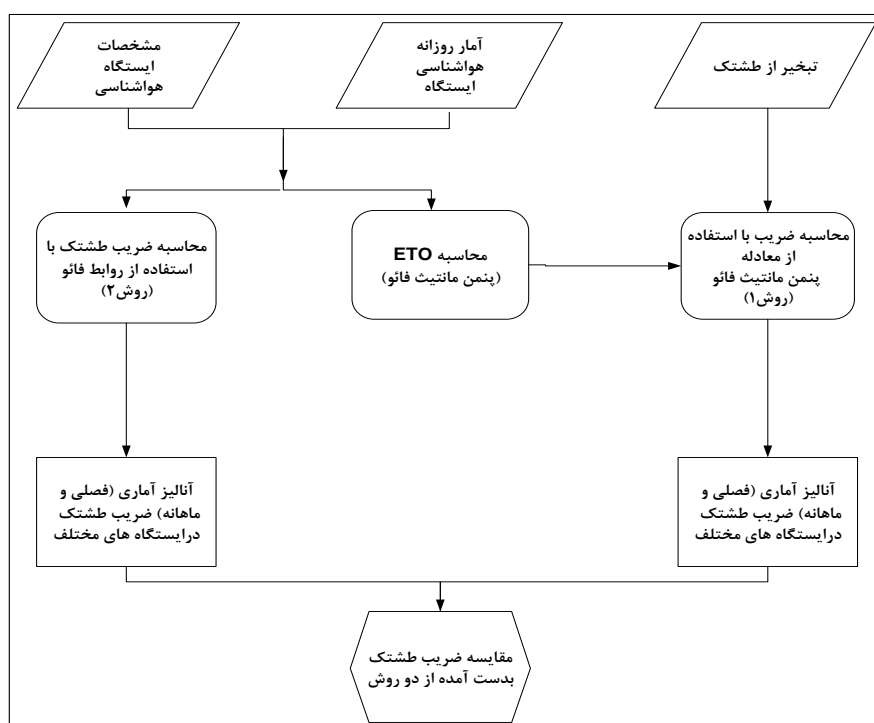 تبخیر از طشتک
آمار روزانه
هواشناسی
ایستگاه
مشخصات
ایستگاه
هواشناسی
محاسبه ضریب با استفاده
از معادله
پنمن مانتیث فائو
(روش۱)
محاسبه ETO
(پنمن مانتیث فائو)
محاسبه ضریب طشتک با
استفاده از روابط فائو
(روش۲)
آنالیز آماری (فصلی و
ماهانه) ضریب طشتک
درایستگاه های مختلف
آنالیز آماری (فصلی و
ماهانه) ضریب طشتک
درایستگاه های مختلف
مقایسه ضریب طشتک
بدست آمده از دو روش